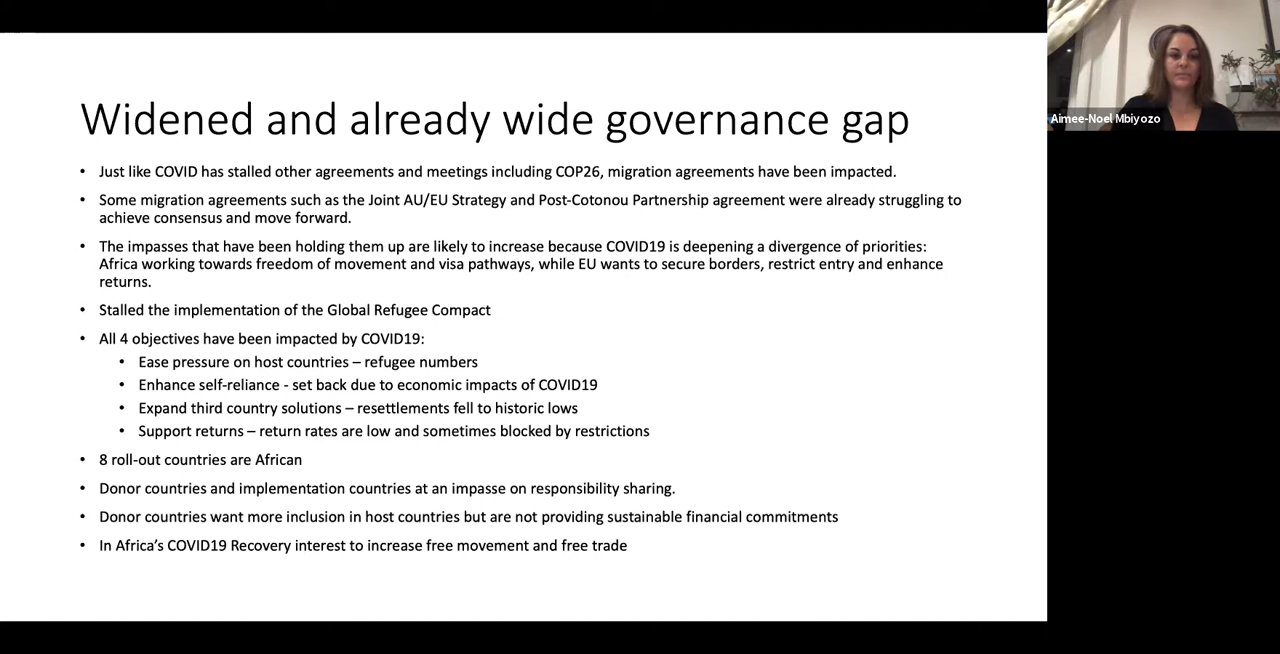 Widened and already wide governance gap
Aimee-Noel Mbiyozo
• Just like COVID has stalled other agreements and meetings including COP26, migration agreements have been impacted.
• Some migration agreements such as the Joint AU/EU Strategy and Post-Cotonou Partnership agreement were already struggling to
achieve consensus and move forward.
• The impasses that have been holding them up are likely to increase because COVID19 is deepening a divergence of priorities:
Africa working towards freedom of movement and visa pathways, while EU wants to secure borders, restrict entry and enhance
returns.
• Stalled the implementation of the Global Refugee Compact
• All 4 objectives have been impacted by COVID19:
• Ease pressure on host countries – refugee numbers
• Enhance self-reliance - set back due to economic impacts of COVID19
• Expand third country solutions – resettlements fell to historic lows
• Support returns – return rates are low and sometimes blocked by restrictions
• 8 roll-out countries are African
• Donor countries and implementation countries at an impasse on responsibility sharing.
• Donor countries want more inclusion in host countries but are not providing sustainable financial commitments
• In Africa's COVID19 Recovery interest to increase free movement and free trade